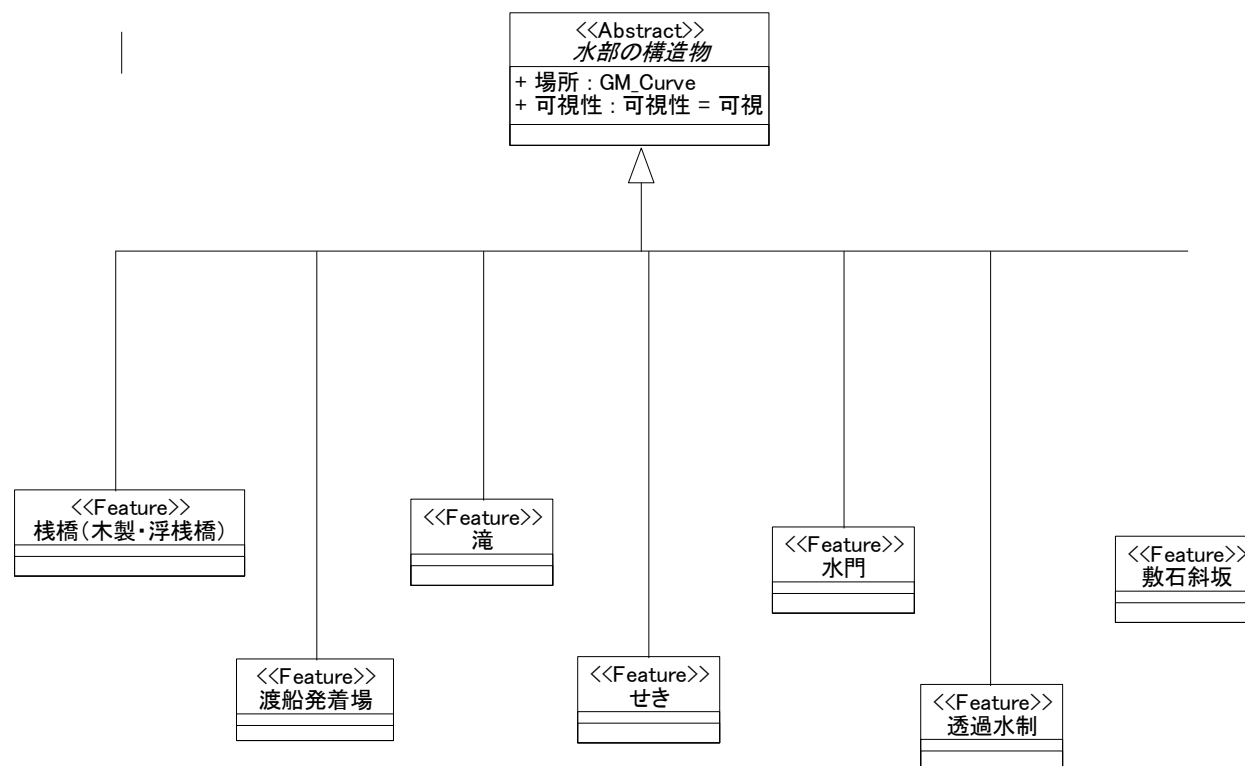 <<Abstract>>
水部の構造物
+ 場所 : GM_Curve
+ 可視性 : 可視性 = 可視
<<Feature>>
桟橋(木製・浮桟橋)
<<Feature>>
滝
<<Feature>>
水門
<<Feature>>
敷石斜坂
<<Feature>>
渡船発着場
<<Feature>>
せき
<<Feature>>
透過水制